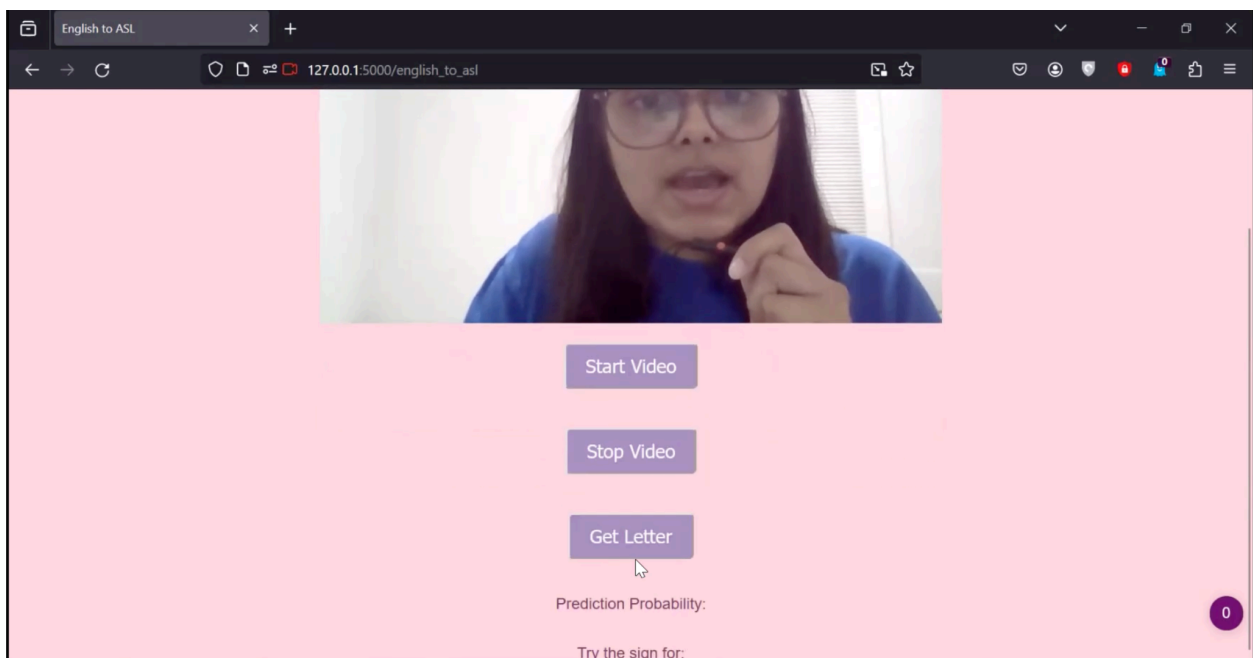 English to ASL
127.0.0.1:5000/english_to_asl
0
Start Video
Stop Video
Get Letter
Prediction Probability:
0
Try the sign for: